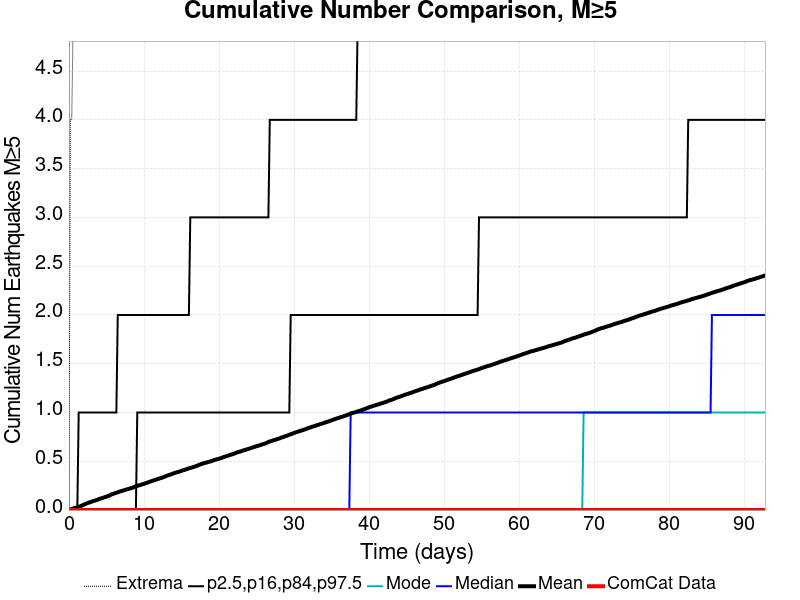 Cumulative Number Comparison, M≥5
Cumulative Num Earthquakes M≥5
4.5
4.0
3.5
3.0
2.5
2.0
1.5
1.0
0.5
0.0
0 10 20 30 40 50 60 70 80 90
Time (days)
Extrema p2.5,p16,p84,p97.5 Mode Median Mean ComCat Data